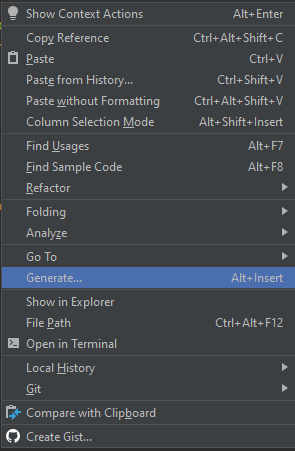 Show Context Actions Alt+Enter
Copy Reference Ctrl+Alt+Shift+C
Paste Ctrl+V
Paste from History... Ctrl+Shift+V
Paste without Formatting Ctrl+Alt+Shift+V
Column Selection Mode Alt+Shift+Insert
Find Usages Alt+F7
Find Sample Code Alt+F8
Refactor
Folding
Analyze
Go To
Generate... Alt+Insert
Show in Explorer
File Path Ctrl+Alt+F12
Open in Terminal
Local History
Git
Compare with Clipboard
Create Gist...